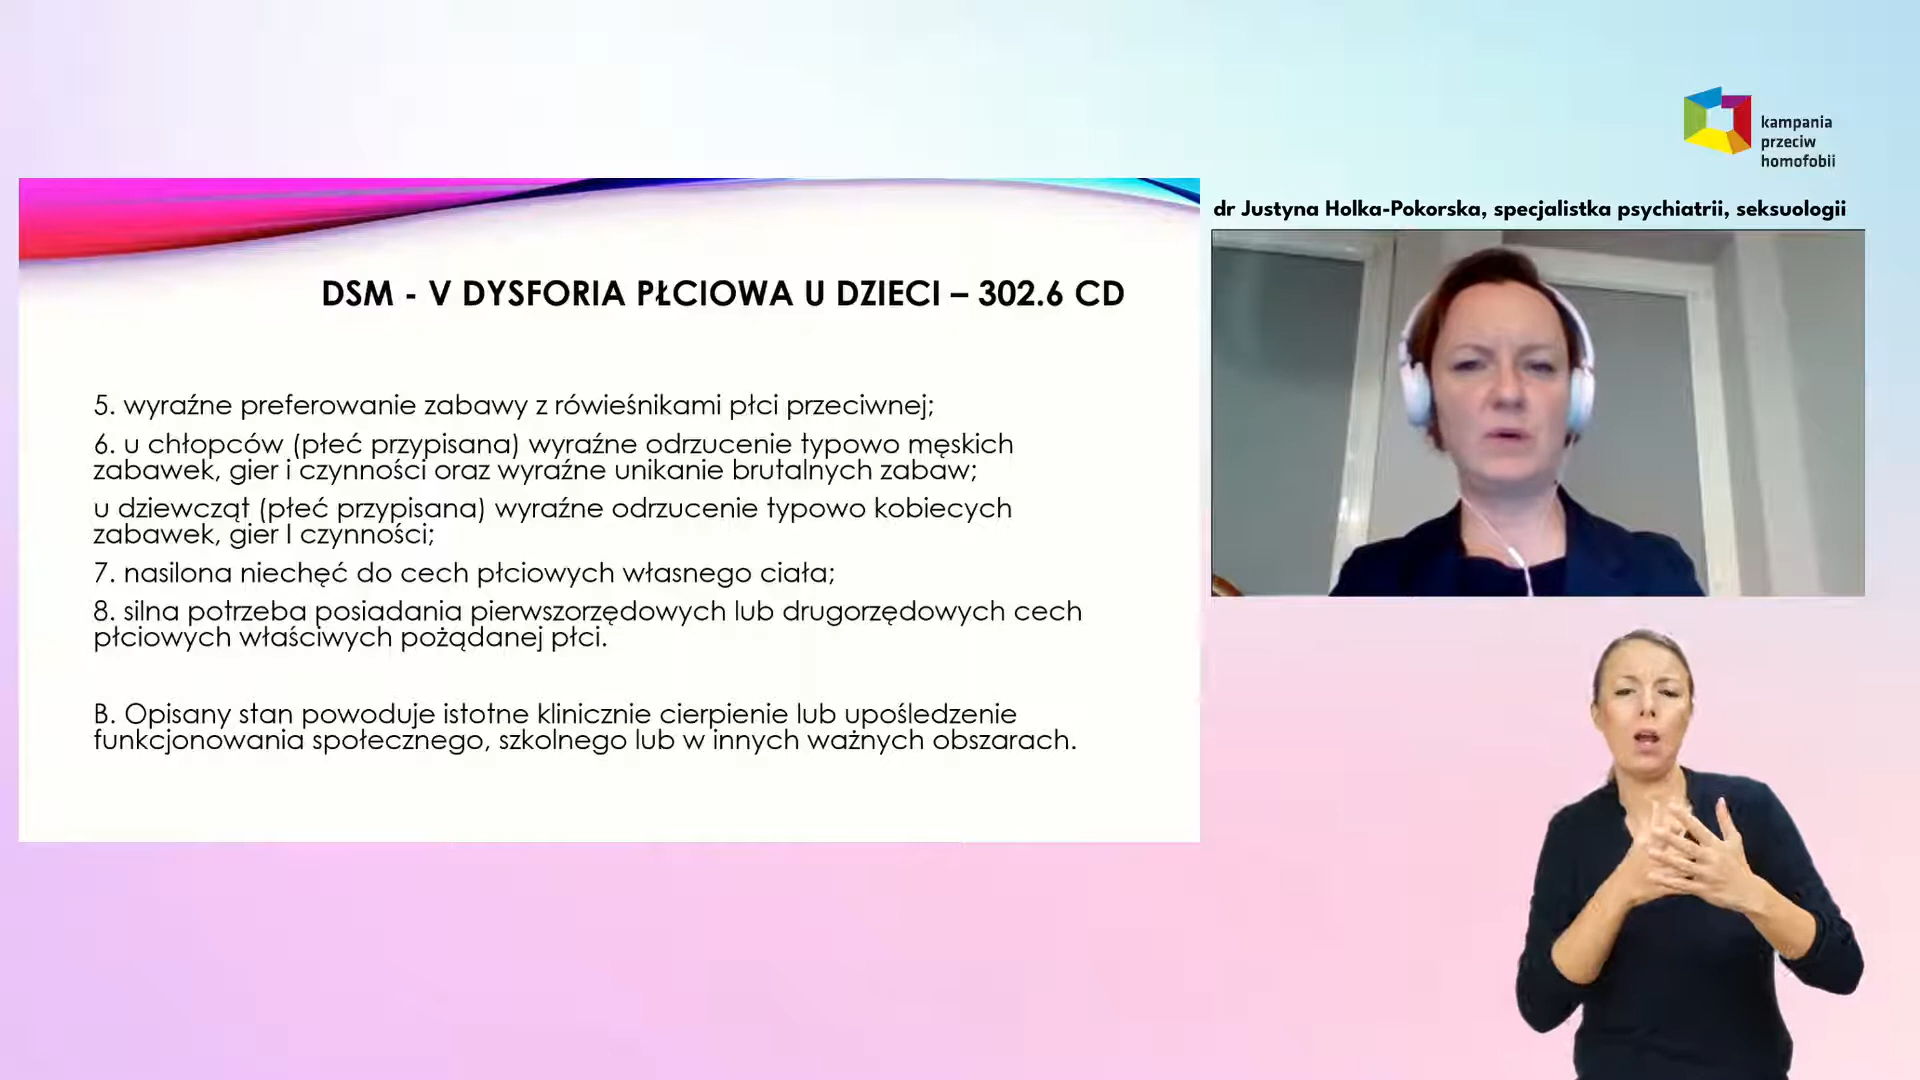 kampania
przeciw
homofobii
dr Justyna Holka-Pokorska, specjalistka psychiatrii, seksuologii
DSM - V DYSFORIA PŁCIOWA U DZIECI – 302.6 CD
5. wyraźne preferowanie zabawy z rówieśnikami płci przeciwnej;
6. u chłopców (płeć przypisana) wyraźne odrzucenie typowo męskich
zabawek, gier i czynności oraz wyraźne unikanie brutalnych zabaw;
u dziewcząt (płeć przypisana) wyraźne odrzucenie typowo kobiecych
zabawek, gier I czynności;
7. nasilona niechęć do cech płciowych własnego ciała;
8. silna potrzeba posiadania pierwszorzędowych lub drugorzędowych cech
płciowych właściwych pożądanej płci.
B. Opisany stan powoduje istotne klinicznie cierpienie lub upośledzenie
funkcjonowania społecznego, szkolnego lub w innych ważnych obszarach.